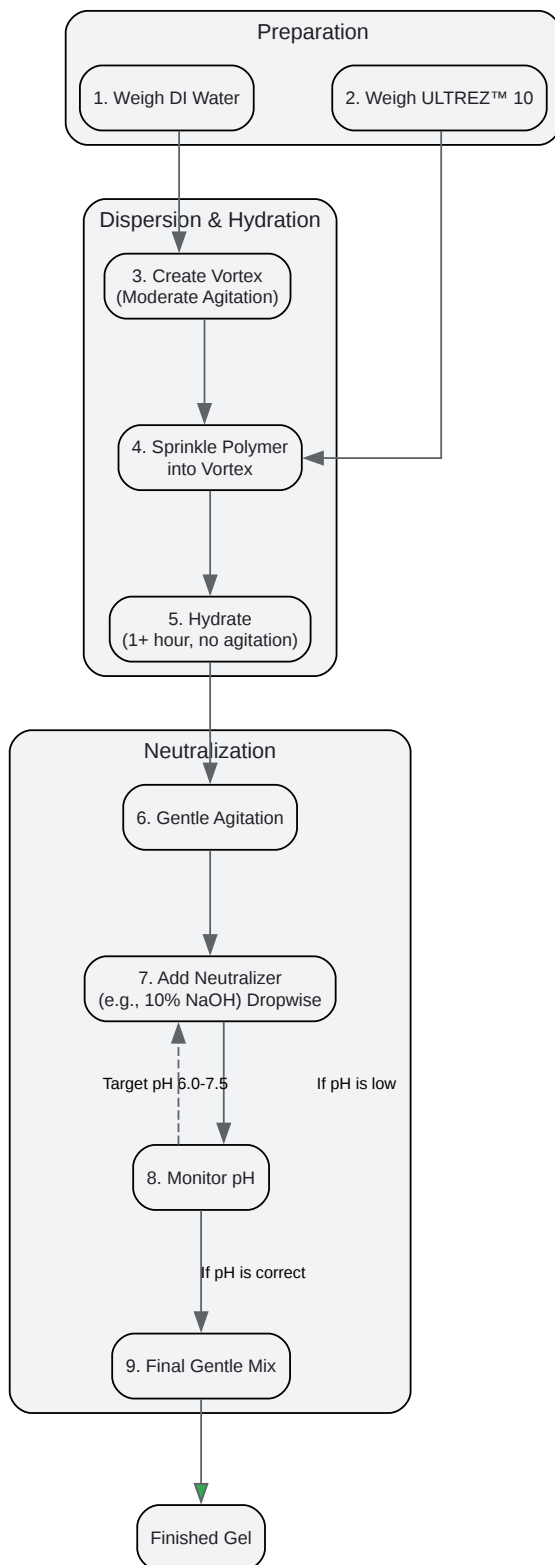 Preparation
1. Weigh DI Water
2. Weigh ULTREZ™ 10
Dispersion & Hydration
3. Create Vortex
(Moderate Agitation)
4. Sprinkle Polymer
into Vortex
5. Hydrate
(1+ hour, no agitation)
Neutralization
6. Gentle Agitation
7. Add Neutralizer
(e.g., 10% NaOH) Dropwise
Target pH 6.0-7.5
If pH is low
8. Monitor pH
If pH is correct
9. Final Gentle Mix
Finished Gel